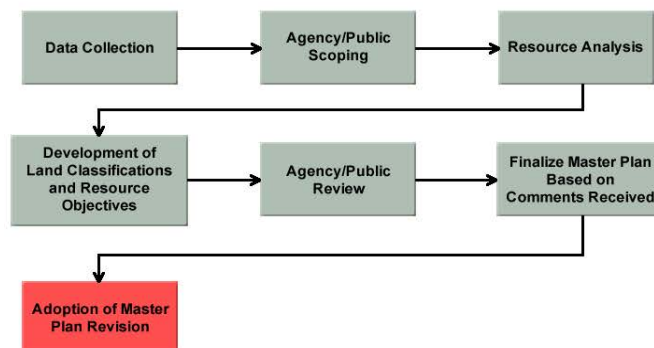 Data Collection
Agency/Public
Scoping
Resource Analysis
Development of
Land Classifications
and Resource
Objectives
Agency/Public
Review
Finalize Master Plan
Based on
Comments Received
Adoption of Master
Plan Revision